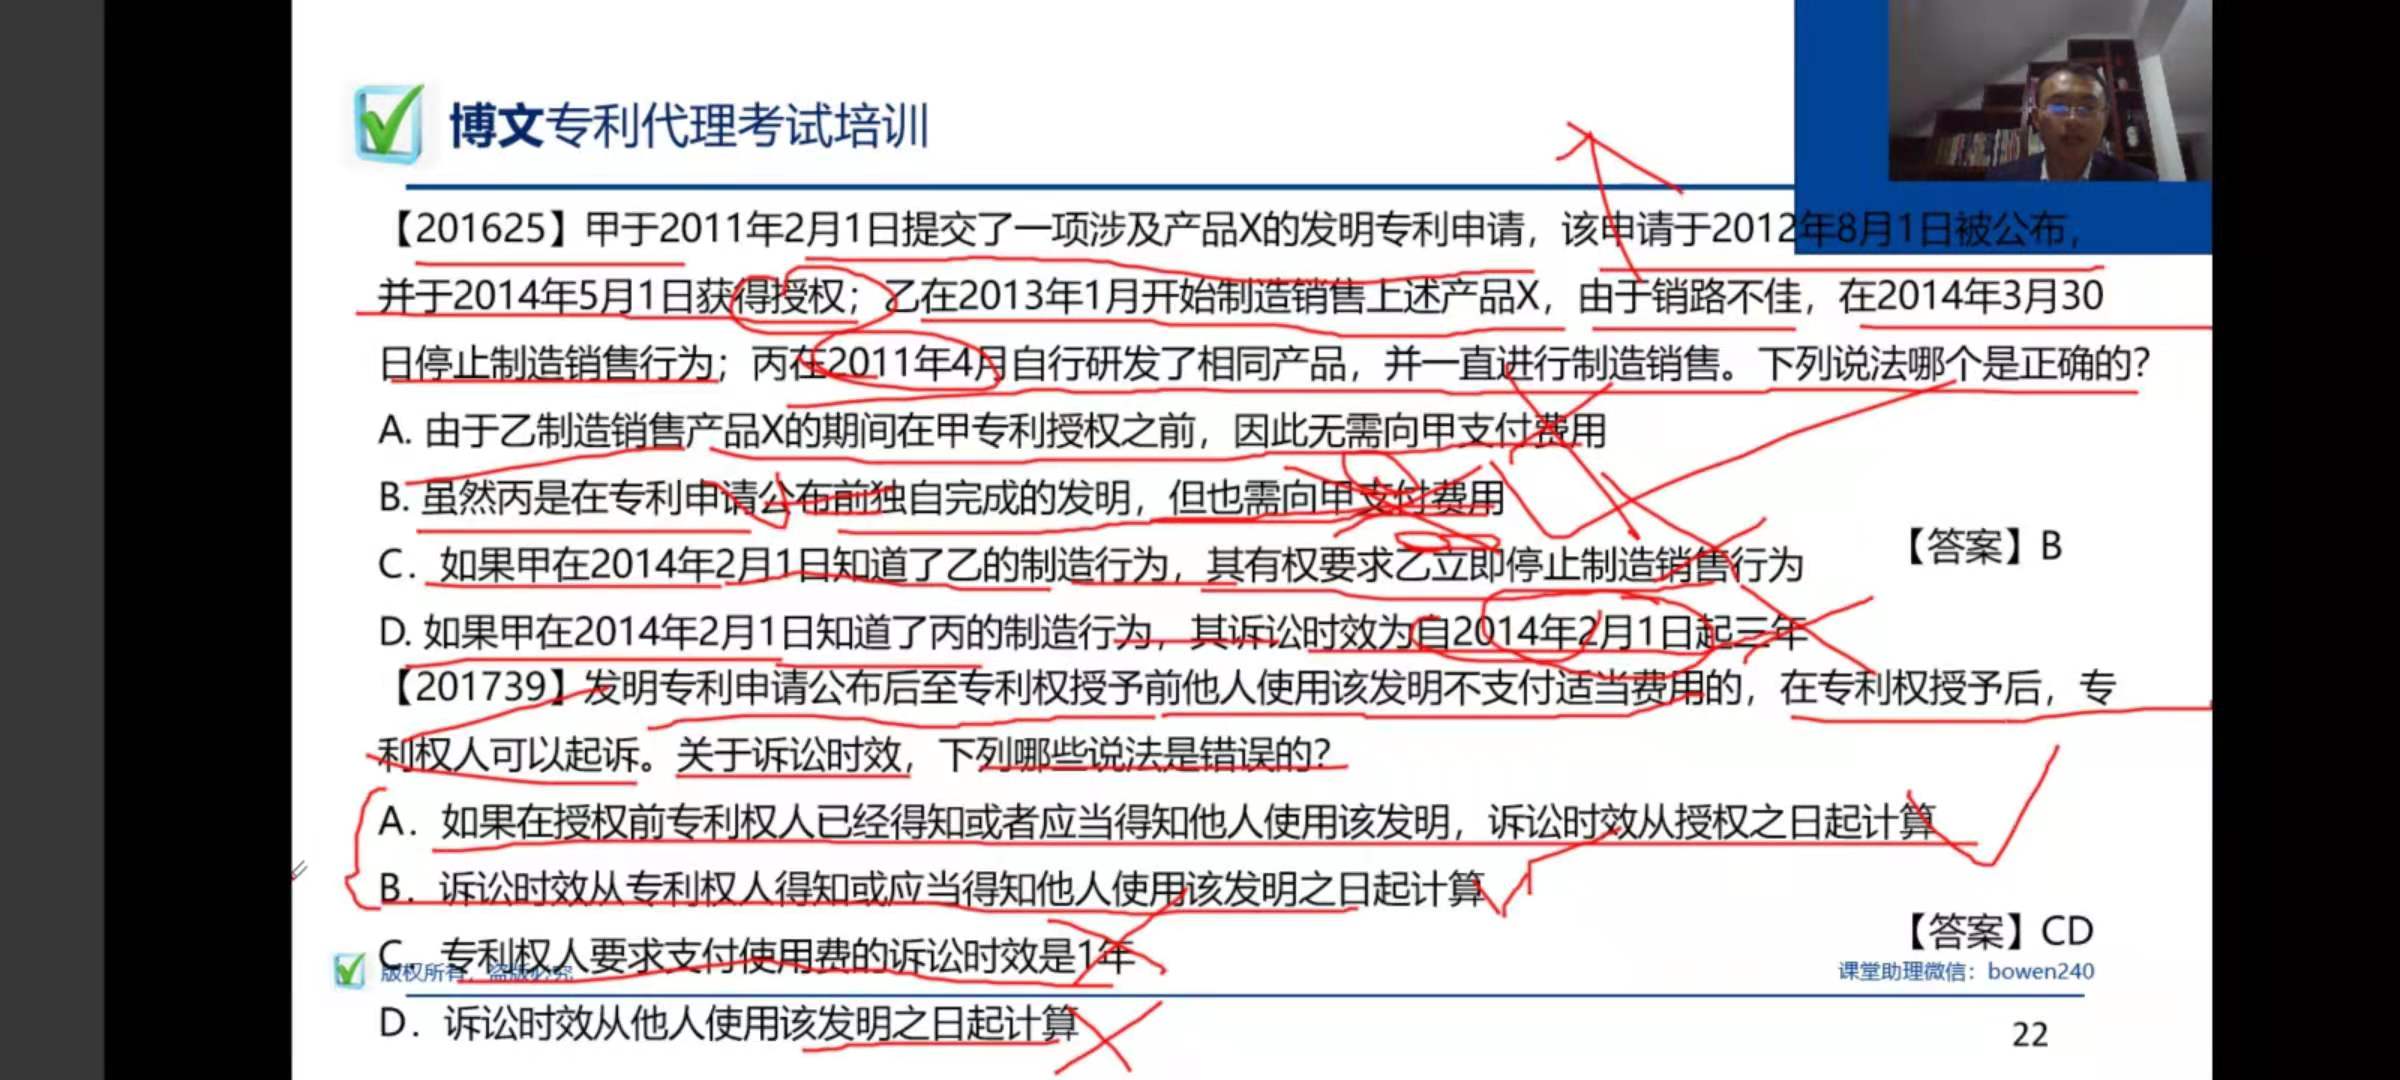 博文专利代理考试培训
【201625】甲于2011年2月1日提交了一项涉及产品X的发明专利申请，该申请于2012年8月1日被公布，
并于2014年5月1日获得授权；乙在2013年1月开始制造销售上述产品X，由于销路不佳，在2014年3月30
日停止制造销售行为；丙在2011年4月自行研发了相同产品，并一直进行制造销售。下列说法哪个是正确的？
A. 由于乙制造销售产品X的期间在甲专利授权之前，因此无需向甲支付费用
B. 虽然丙是在专利申请公布前独自完成的发明，但也需向甲支付费用
【答案】B
C. 如果甲在2014年2月1日知道了乙的制造行为，其有权要求乙立即停止制造销售行为
D. 如果甲在2014年2月1日知道了丙的制造行为，其诉讼时效为自2014年2月1日起三年
【201739】发明专利申请公布后至专利权授予前他人使用该发明不支付适当费用的，在专利权授予后，专
利权人可以起诉。关于诉讼时效，下列哪些说法是错误的？
A. 如果在授权前专利权人已经得知或者应当得知他人使用该发明，诉讼时效从授权之日起计算
B. 诉讼时效从专利权人得知或应当得知他人使用该发明之日起计算
【答案】CD
C. 专利权人要求支付使用费的诉讼时效是1年
版权所有，盗版必究
课堂助理微信：bowen240
D. 诉讼时效从他人使用该发明之日起计算
22